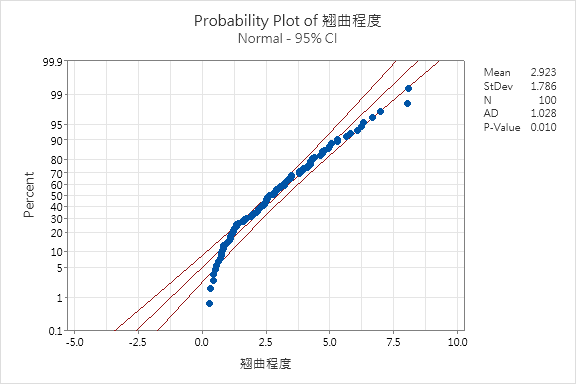 Probability Plot of 翘曲程度
Normal - 95% CI
Percent
99.9
99
95
90
80
70
60
50
40
30
20
10
5
1
0.1
-5.0 -2.5 0.0 2.5 5.0 7.5 10.0
翘曲程度
Mean 2.923
StDev 1.786
N 100
AD 1.028
P-Value 0.010